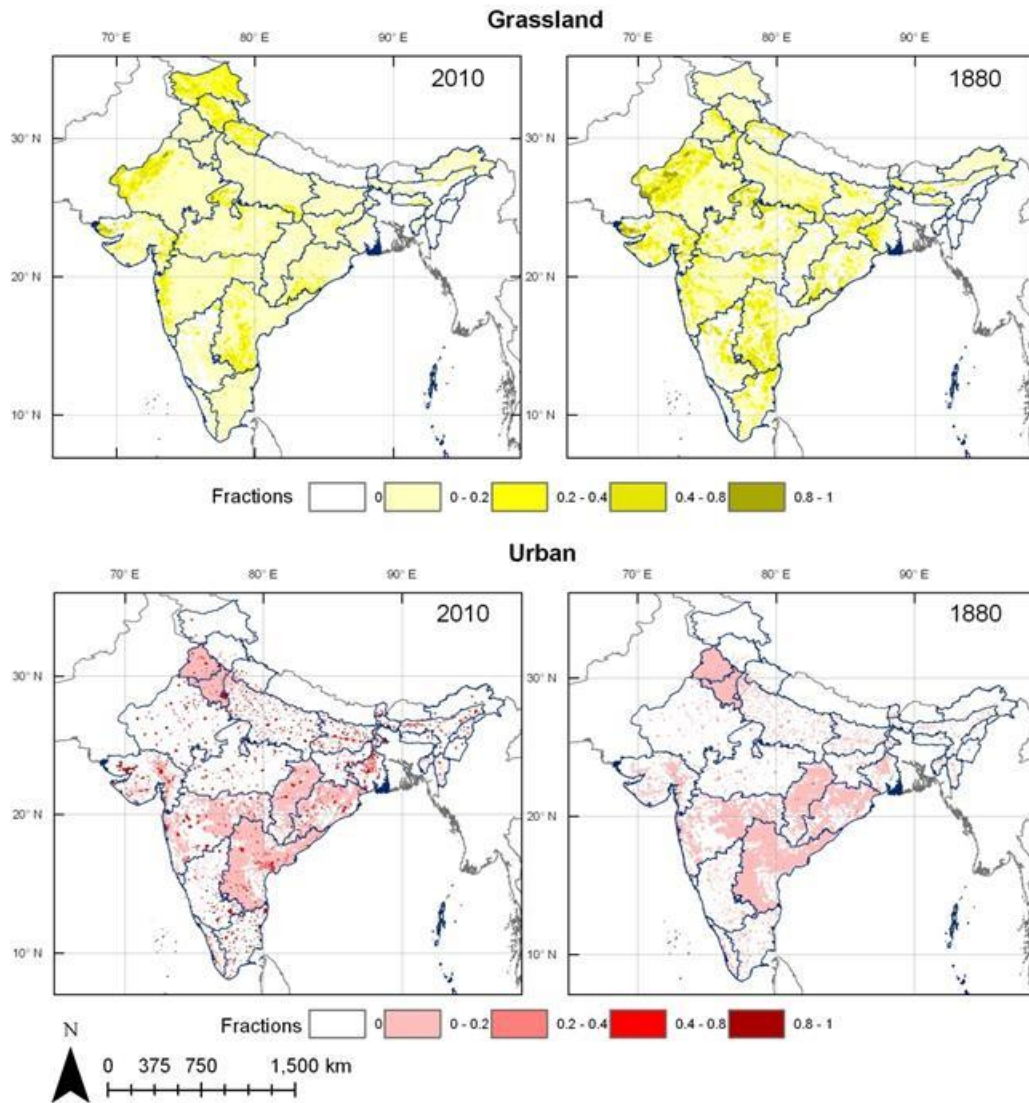 Grassland
70° E 80° E 90° E 70° E 80° E 90° E
2010 1880
30° N 30° N
20° N 20° N
10° N 10° N
Fractions 0 0 - 0.2 0.2 - 0.4 0.4 - 0.8 0.8 - 1
Urban
70° E 80° E 90° E 70° E 80° E 90° E
2010 1880
30° N 30° N
20° N 20° N
10° N 10° N
Fractions 0 0 - 0.2 0.2 - 0.4 0.4 - 0.8 0.8 - 1
N
0 375 750 1,500 km